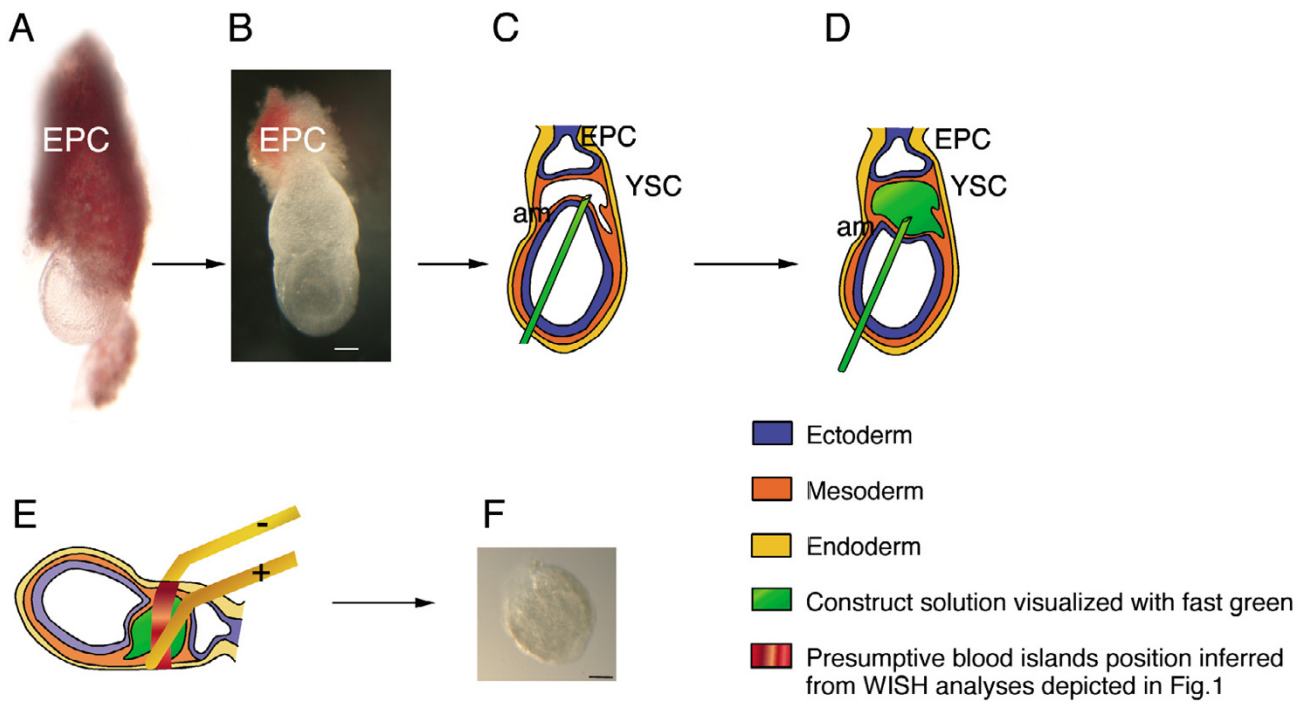 A
B
C
D
EPC
EPC
EPC
YSC
am
EPC
YSC
am
Ectoderm
Mesoderm
Endoderm
Construct solution visualized with fast green
Presumptive blood islands position inferred
from WISH analyses depicted in Fig.1
E
-
+
F